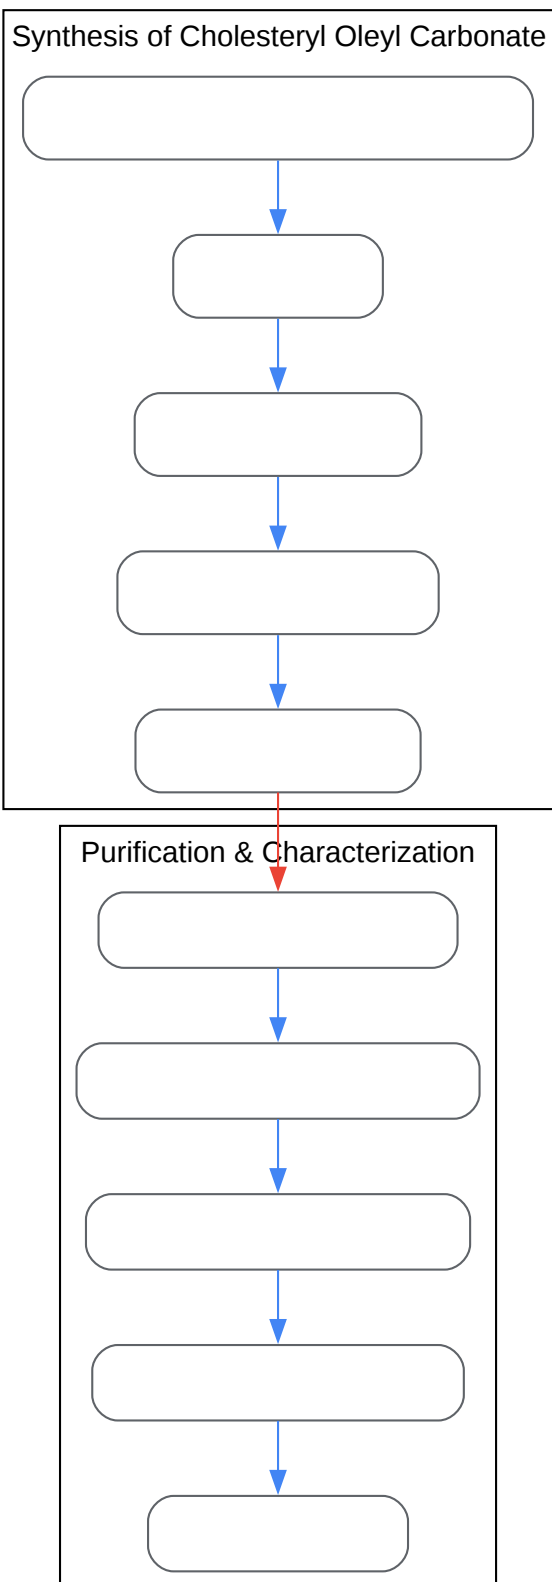 Synthesis of Cholesteryl Oleyl Carbonate
Purification & Characterization